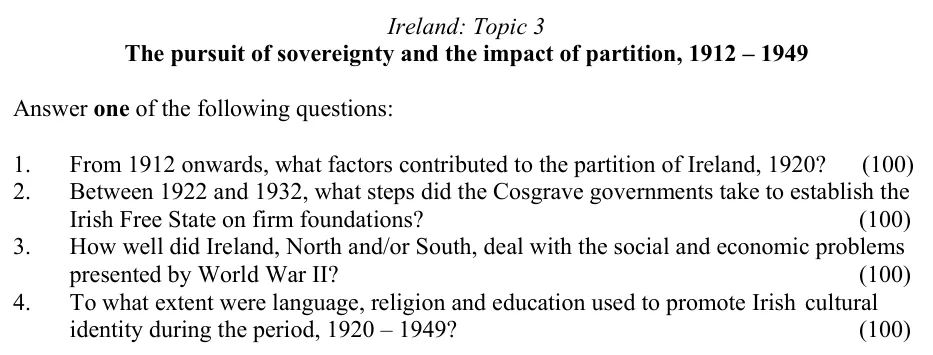 Ireland: Topic 3
The pursuit of sovereignty and the impact of partition, 1912 – 1949
Answer one of the following questions:
1. From 1912 onwards, what factors contributed to the partition of Ireland, 1920? (100)
2. Between 1922 and 1932, what steps did the Cosgrave governments take to establish the
Irish Free State on firm foundations? (100)
3. How well did Ireland, North and/or South, deal with the social and economic problems
presented by World War II? (100)
4. To what extent were language, religion and education used to promote Irish cultural
identity during the period, 1920 – 1949? (100)